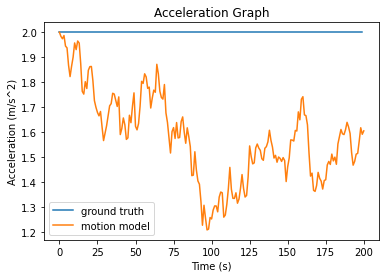 Acceleration Graph
Acceleration (m/s^2)
2.0
1.9
1.8
1.7
1.6
1.5
1.4
1.3
1.2
ground truth
motion model
0 25 50 75 100 125 150 175 200
Time (s)